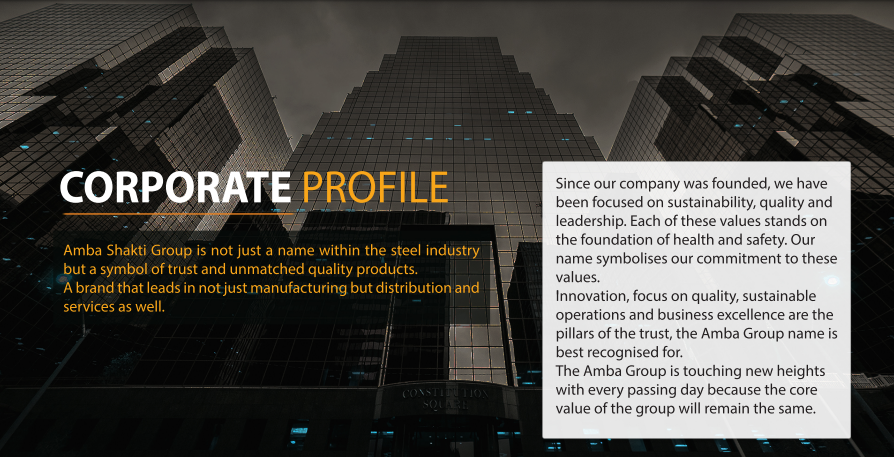 CORPORATE PROFILE
Amba Shakti Group is not just a name within the steel industry
but a symbol of trust and unmatched quality products.
A brand that leads in not just manufacturing but distribution and
services as well.
Since our company was founded, we have
been focused on sustainability, quality and
leadership. Each of these values stands on
the foundation of health and safety. Our
name symbolises our commitment to these
values.
Innovation, focus on quality, sustainable
operations and business excellence are the
pillars of the trust, the Amba Group name is
best recognised for.
The Amba Group is touching new heights
with every passing day because the core
value of the group will remain the same.
CONSTITUTION
SQUARE